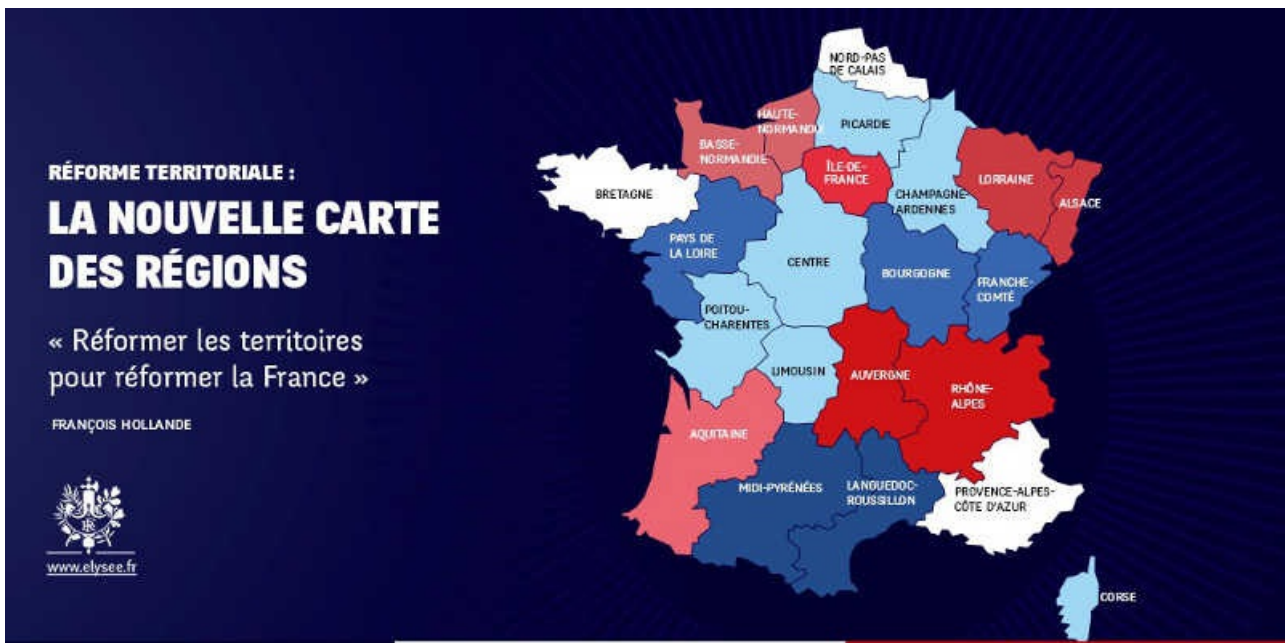 RÉFORME TERRITORIALE :
LA NOUVELLE CARTE
DES RÉGIONS
« Réformer les territoires
pour réformer la France »
FRANÇOIS HOLLANDE
RF
www.elysee.fr
NORD-PAS
DE CALAIS
HAUTE-
NORMANDIE
PICARDIE
BASSE-
NORMANDIE
ÎLE-DE-
FRANCE
LORRAINE
CHAMPAGNE-
ARDENNES
ALSACE
BRETAGNE
PAYS DE
LA LOIRE
CENTRE
BOURGOGNE
FRANCHE-
COMTÉ
POITOU-
CHARENTES
LIMOUSIN
AUVERGNE
RHÔNE-
ALPES
AQUITAINE
MIDI-PYRÉNÉES
LANGUEDOC-
ROUSSILLON
PROVENCE-ALPES-
CÔTE D'AZUR
CORSE